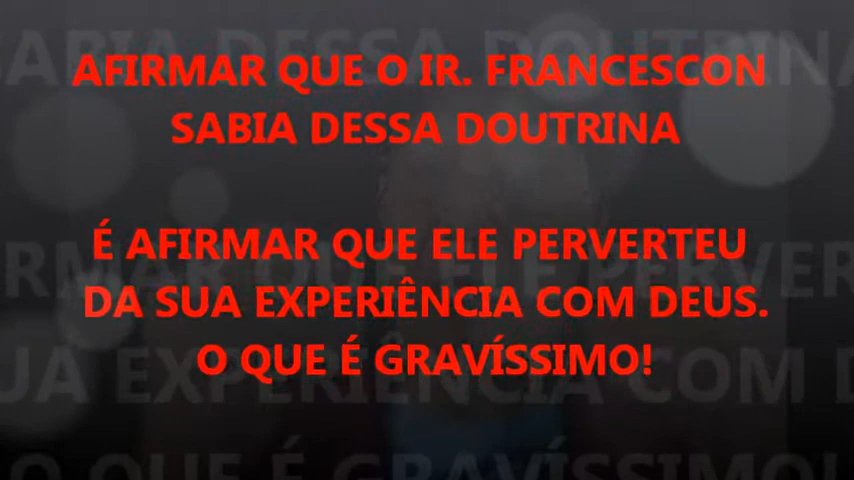 AFIRMAR QUE O IR. FRANCESCON
SABIA DESSA DOUTRINA
É AFIRMAR QUE ELE PERVERTEU
DA SUA EXPERIÊNCIA COM DEUS.
O QUE É GRAVÍSSIMO!